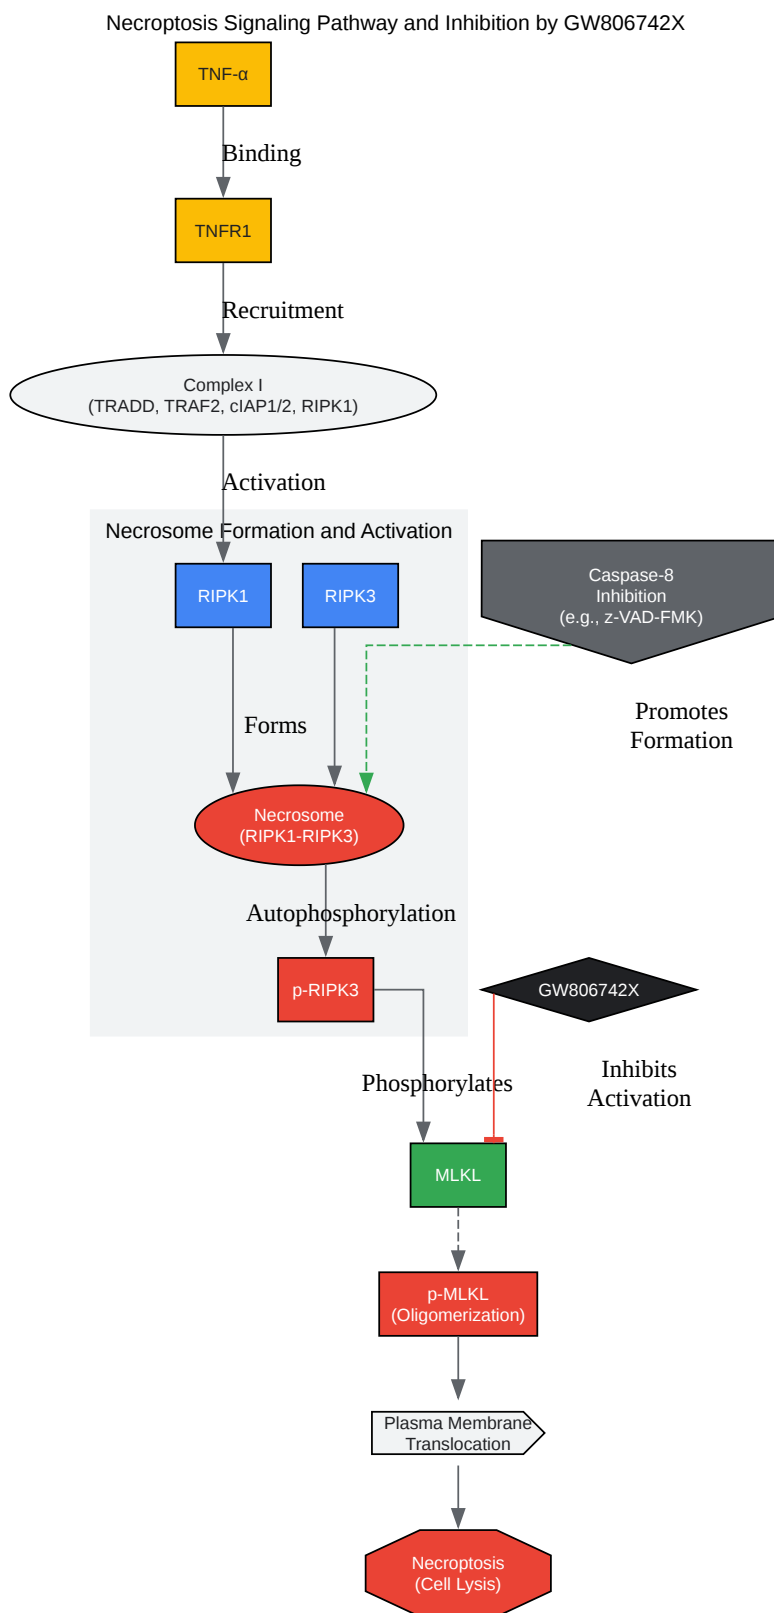 Necroptosis Signaling Pathway and Inhibition by GW806742X
TNF-α
Binding
TNFR1
Recruitment
Complex I
(TRADD, TRAF2, cIAP1/2, RIPK1)
Activation
Necrosome Formation and Activation
RIPK1
RIPK3
Caspase-8
Inhibition
(e.g., z-VAD-FMK)
Forms
Promotes
Formation
Necrosome
(RIPK1-RIPK3)
Autophosphorylation
p-RIPK3
GW806742X
Phosphorylates
Inhibits
Activation
MLKL
p-MLKL
(Oligomerization)
Plasma Membrane
Translocation
Necroptosis
(Cell Lysis)